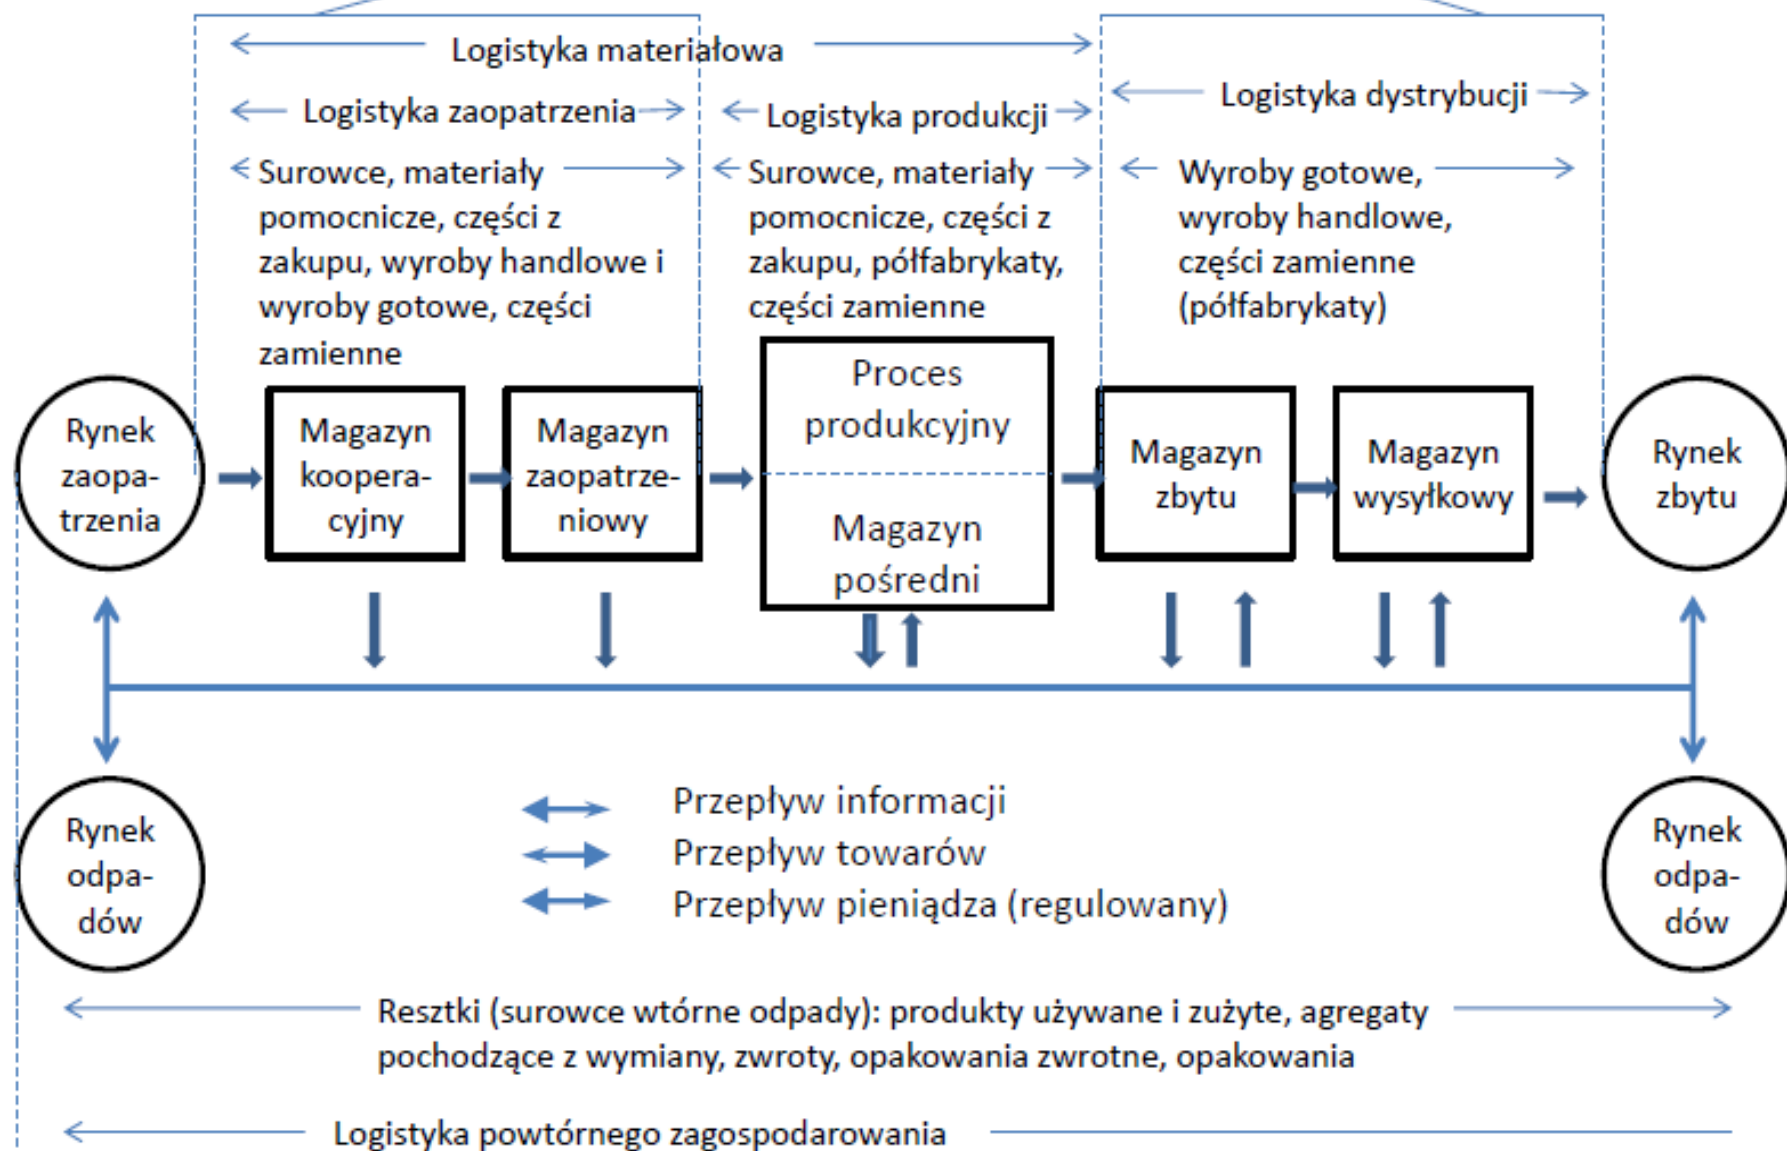 Logistyka materiałowa
Logistyka zaopatrzenia
Logistyka produkcji
Logistyka dystrybucji
Surowce, materiały
pomocnicze, części z
zakupu, wyroby handlowe i
wyroby gotowe, części
zamienne
Surowce, materiały
pomocnicze, części z
zakupu, półfabrykaty,
części zamienne
Wyroby gotowe,
wyroby handlowe,
części zamienne
(półfabrykaty)
Rynek
zaopa-
trzenia
Magazyn
koopera-
cyjny
Magazyn
zaopatrze-
niowy
Proces
produkcyjny
Magazyn
pośredni
Magazyn
zbytu
Magazyn
wysyłkowy
Rynek
zbytu
Rynek
odpa-
dów
Przepływ informacji
Przepływ towarów
Przepływ pieniądza (regulowany)
Rynek
odpa-
dów
Resztki (surowce wtórne odpady): produkty używane i zużyte, agregaty
pochodzące z wymiany, zwroty, opakowania zwrotne, opakowania
Logistyka powtórnego zagospodarowania